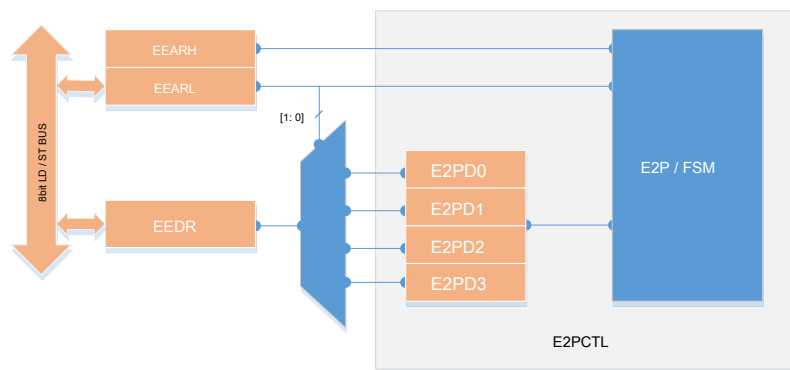 EEARH
EEARL
[1: 0]
8bit LD / ST BUS
E2PD0
E2P / FSM
E2PD1
EEDR
E2PD2
E2PD3
E2PCTL